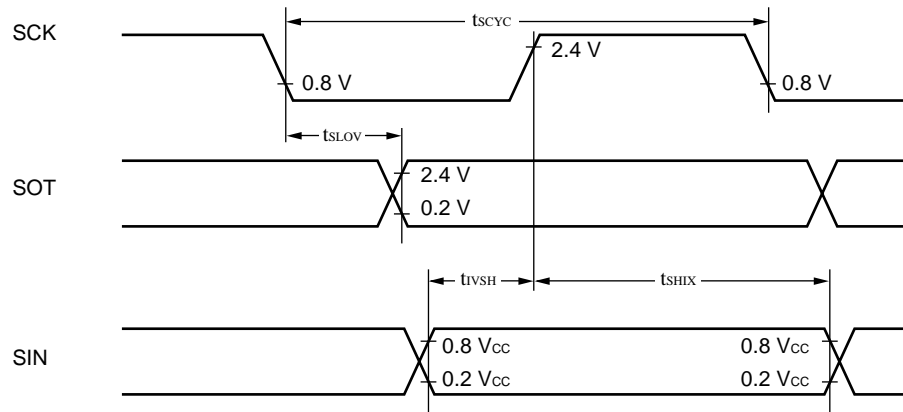 tSCYC
SCK
2.4 V
0.8 V
0.8 V
tSLOV
SOT
2.4 V
0.2 V
tIVSH
tSHIX
SIN
0.8 VCC
0.8 VCC
0.2 VCC
0.2 VCC